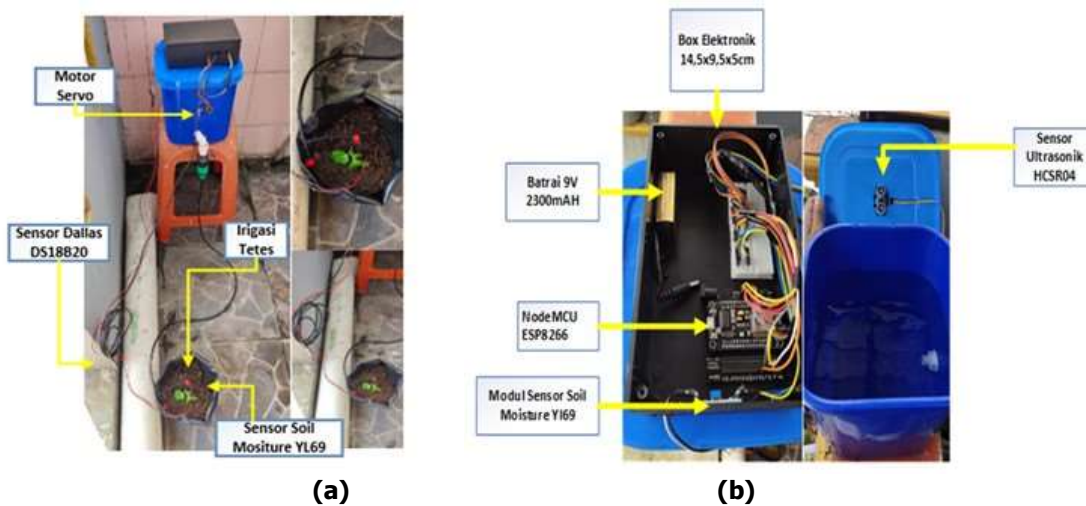 Motor
Servo
Sensor Dallas
DS18B20
Irigasi
Tetes
Sensor Soil
Mositure YL69
(a)
Box Elektronik
14,5x9,5x5cm
Batrai 9V
2300mAH
Sensor
Ultrasonik
HCSR04
NodeMCU
ESP8266
Modul Sensor Soil
Moisture Yl69
(b)